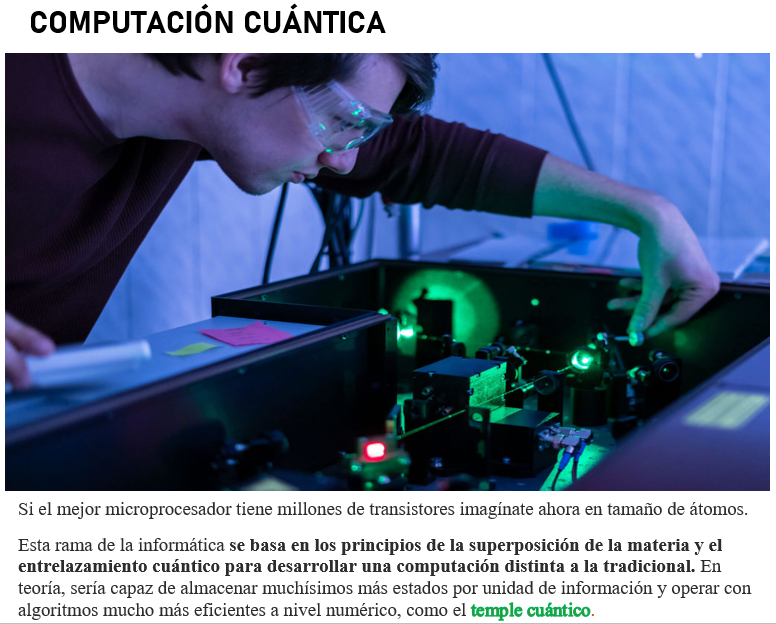 COMPUTACIÓN CUÁNTICA
Si el mejor microprocesador tiene millones de transistores imagínate ahora en tamaño de átomos.
Esta rama de la informática se basa en los principios de la superposición de la materia y el
entrelazamiento cuántico para desarrollar una computación distinta a la tradicional. En
teoría, sería capaz de almacenar muchísimos más estados por unidad de información y operar con
algoritmos mucho más eficientes a nivel numérico, como el temple cuántico.